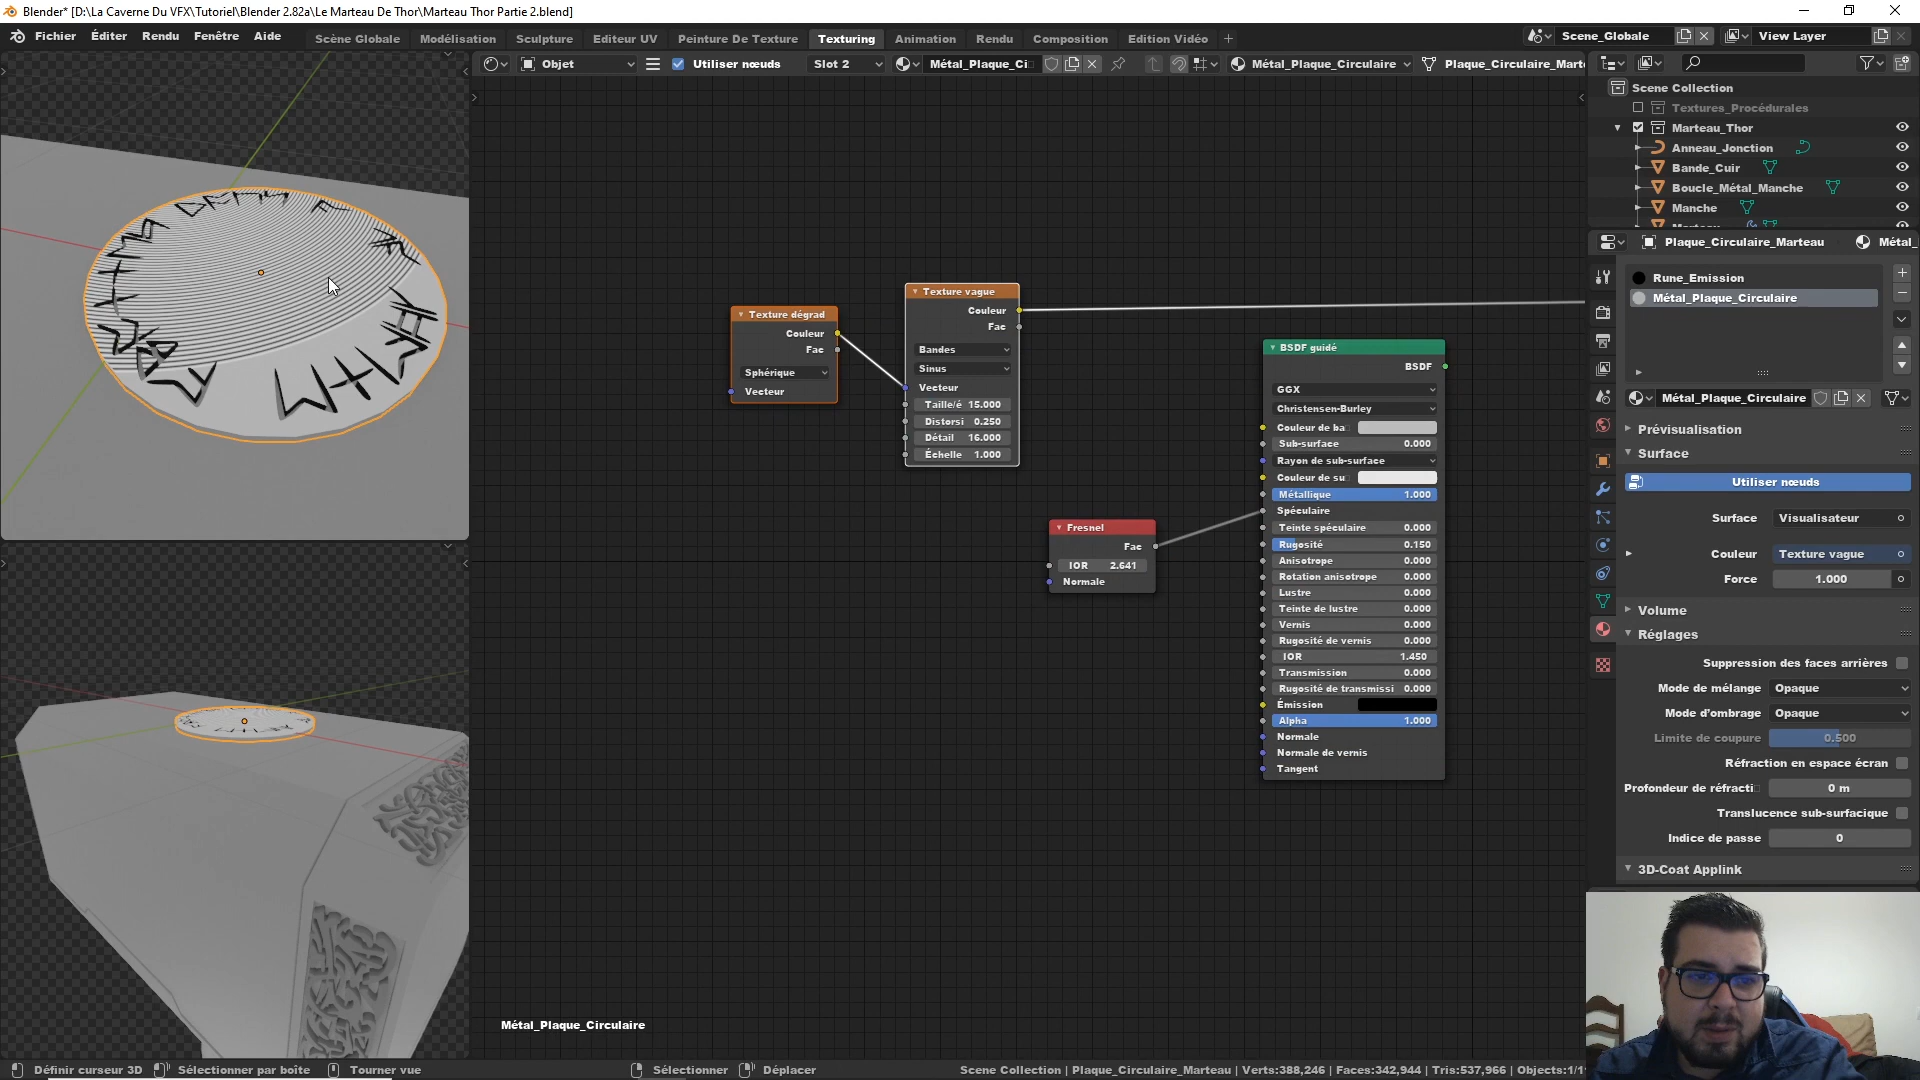 Blender* [D:\La Caverne Du VFX\Tutoriel\Blender 2.82a\Le Marteau De Thor\Marteau Thor Partie 2.blend]
Fichier Éditer Rendu Fenêtre Aide Scène Globale Modélisation Sculpture Editeur UV Peinture De Texture Texturing Animation Rendu Composition Edition Vidéo + Scene_Globale View Layer
Objet Utiliser nœuds Slot 2 Métal_Plaque_Ci Métal_Plaque_Circulaire Plaque_Circulaire_Mart
Scene Collection
Textures_Procédurales
Marteau_Thor
Anneau_Jonction
Bande_Cuir
Boucle_Métal_Manche
Manche
Plaque_Circulaire_Marteau Métal_
Rune_Emission
Métal_Plaque_Circulaire
Métal_Plaque_Circulaire
Prévisualisation
Surface
Utiliser nœuds
Surface Visualisateur
Couleur Texture vague
Force 1.000
Volume
Réglages
Suppression des faces arrières
Mode de mélange Opaque
Mode d'ombrage Opaque
Limite de coupure 0.500
Réfraction en espace écran
Profondeur de réfracti 0 m
Translucence sub-surfacique
Indice de passe 0
3D-Coat Applink
Texture dégrad
Couleur
Fac
Sphérique
Vecteur
Texture vague
Couleur
Fac
Bandes
Sinus
Vecteur
Taille/é 15.000
Distorsi 0.250
Détail 16.000
Échelle 1.000
Fresnel
Fac
IOR 2.641
Normale
BSDF guidé
BSDF
GGX
Christensen-Burley
Couleur de ba
Sub-surface 0.000
Rayon de sub-surface
Couleur de su
Métallique 1.000
Spéculaire
Teinte spéculaire 0.000
Rugosité 0.150
Anisotrope 0.000
Rotation anisotrope 0.000
Lustre 0.000
Teinte de lustre 0.000
Vernis 0.000
Rugosité de vernis 0.000
IOR 1.450
Transmission 0.000
Rugosité de transmissi 0.000
Émission
Alpha 1.000
Normale
Normale de vernis
Tangent
Métal_Plaque_Circulaire
Définir curseur 3D Sélectionner par boîte Tourner vue Sélectionner Déplacer Scene Collection | Plaque_Circulaire_Marteau | Verts:388,246 | Faces:342,944 | Tris:537,966 | Objects:1/1